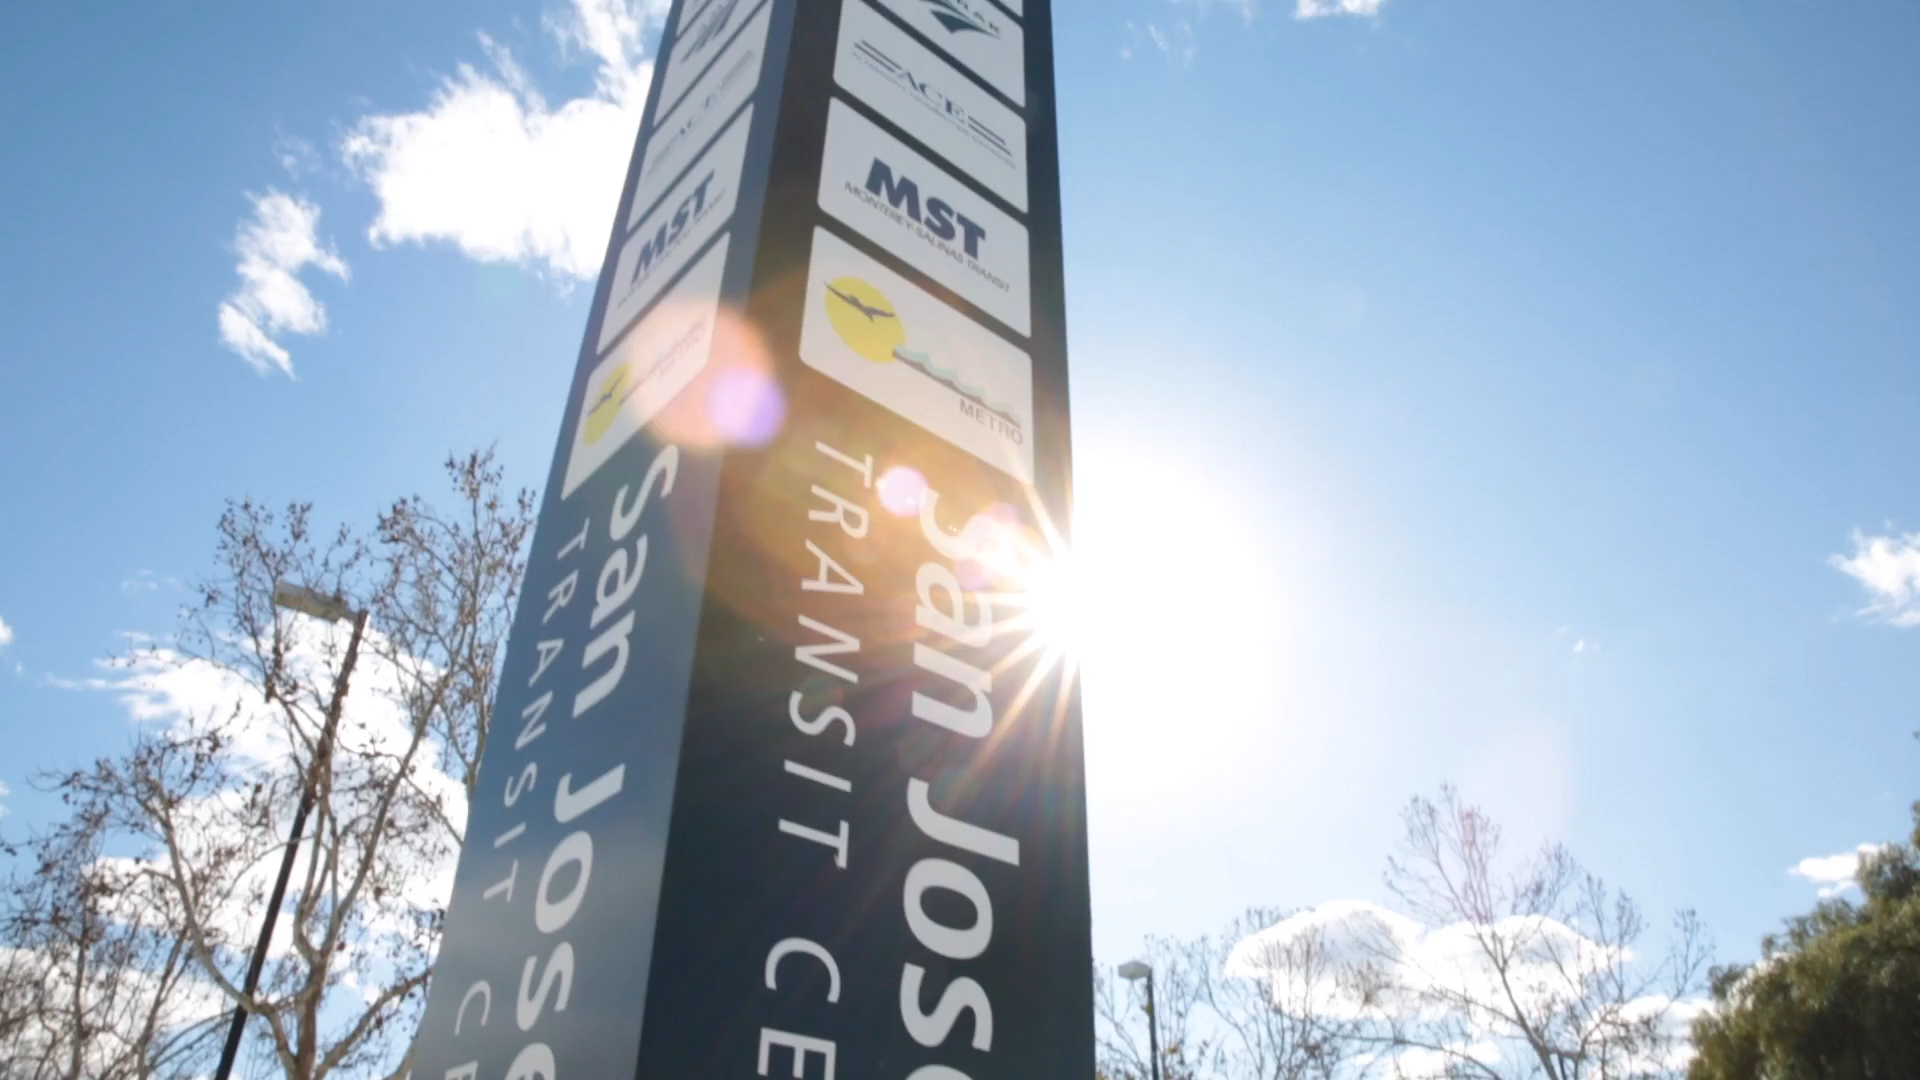 ACE
MST
MONTEREY-SALINAS TRANSIT
METRO
San Jose
TRANSIT CE
MST
San Jose
TRANSIT CE